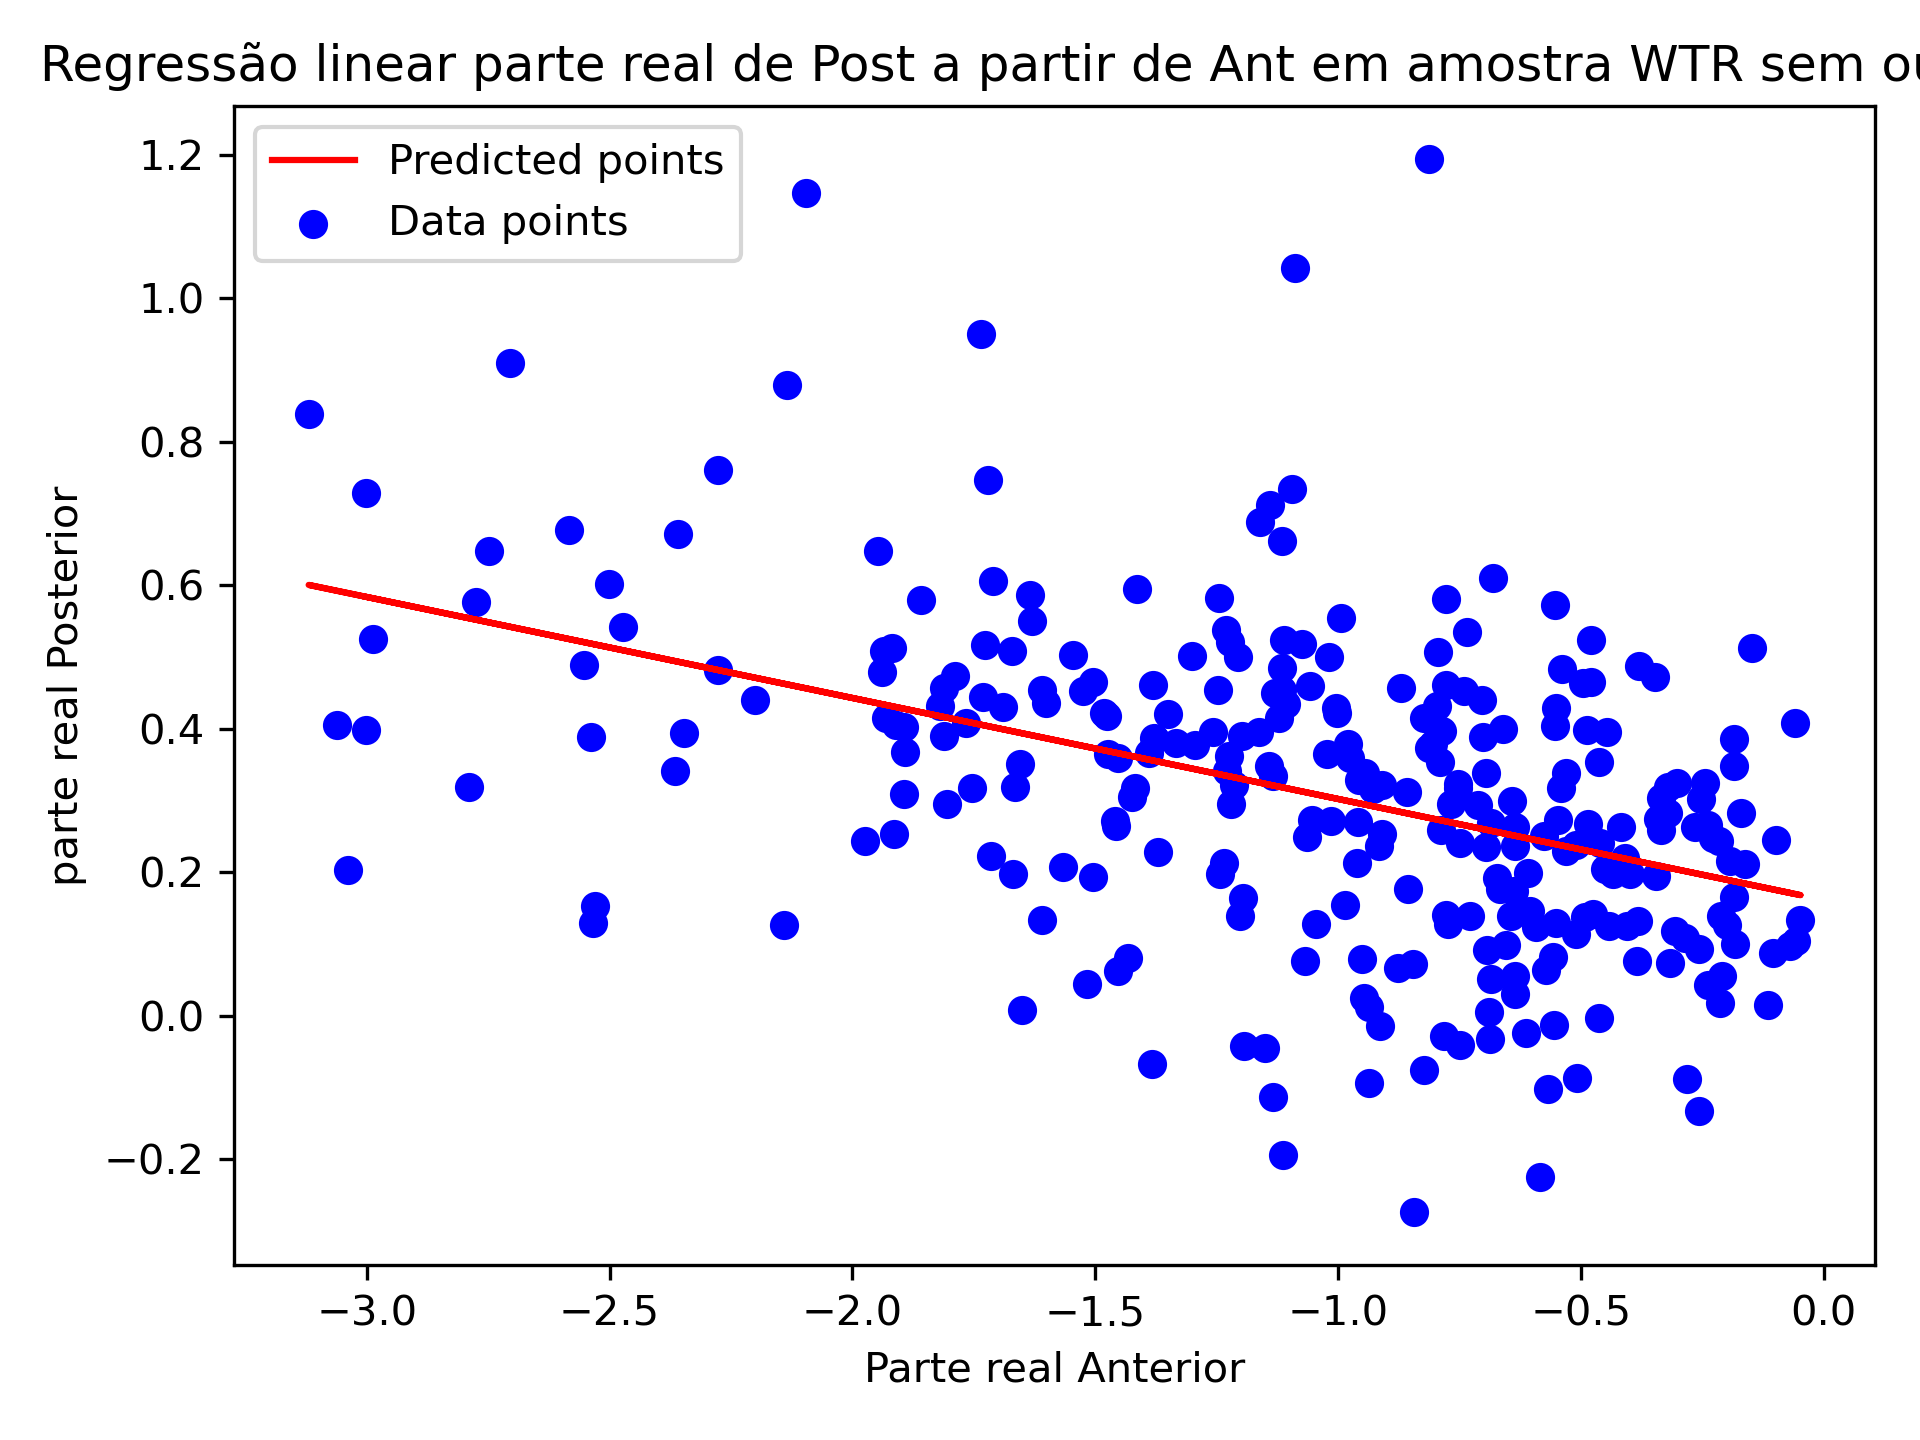 Regressão linear parte real de Post a partir de Ant em amostra WTR sem
Predicted points
Data points
1.2
1.0
0.8
0.6
0.4
0.2
0.0
−0.2
parte real Posterior
−3.0 −2.5 −2.0 −1.5 −1.0 −0.5 0.0
Parte real Anterior